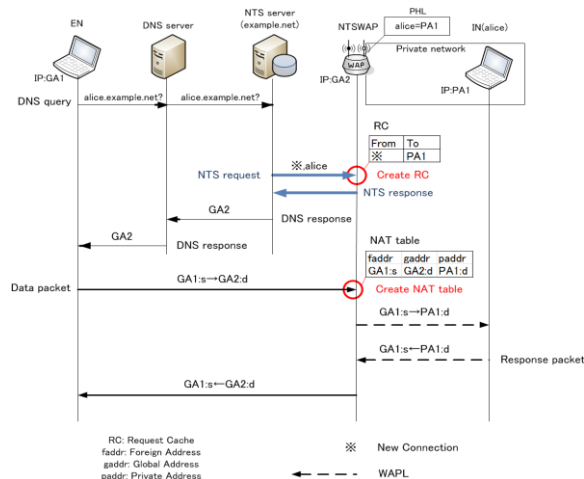 EN
DNS server
NTS server
(example.net)
NTSWAP
PHL
alice=PA1
IN(alice)
Private network
WAP
IP:GA1
IP:GA2
IP:PA1
DNS query
alice.example.net?
alice.example.net?
RC
From To
※ PA1
※,alice
NTS request
Create RC
NTS response
GA2
DNS response
GA2
DNS response
NAT table
faddr gaddr paddr
GA1:s GA2:d PA1:d
Data packet
GA1:s→GA2:d
Create NAT table
GA1:s→PA1:d
GA1:s←PA1:d
Response packet
GA1:s←GA2:d
RC: Request Cache
faddr: Foreign Address
gaddr: Global Address
paddr: Private Address
※ New Connection
WAPL